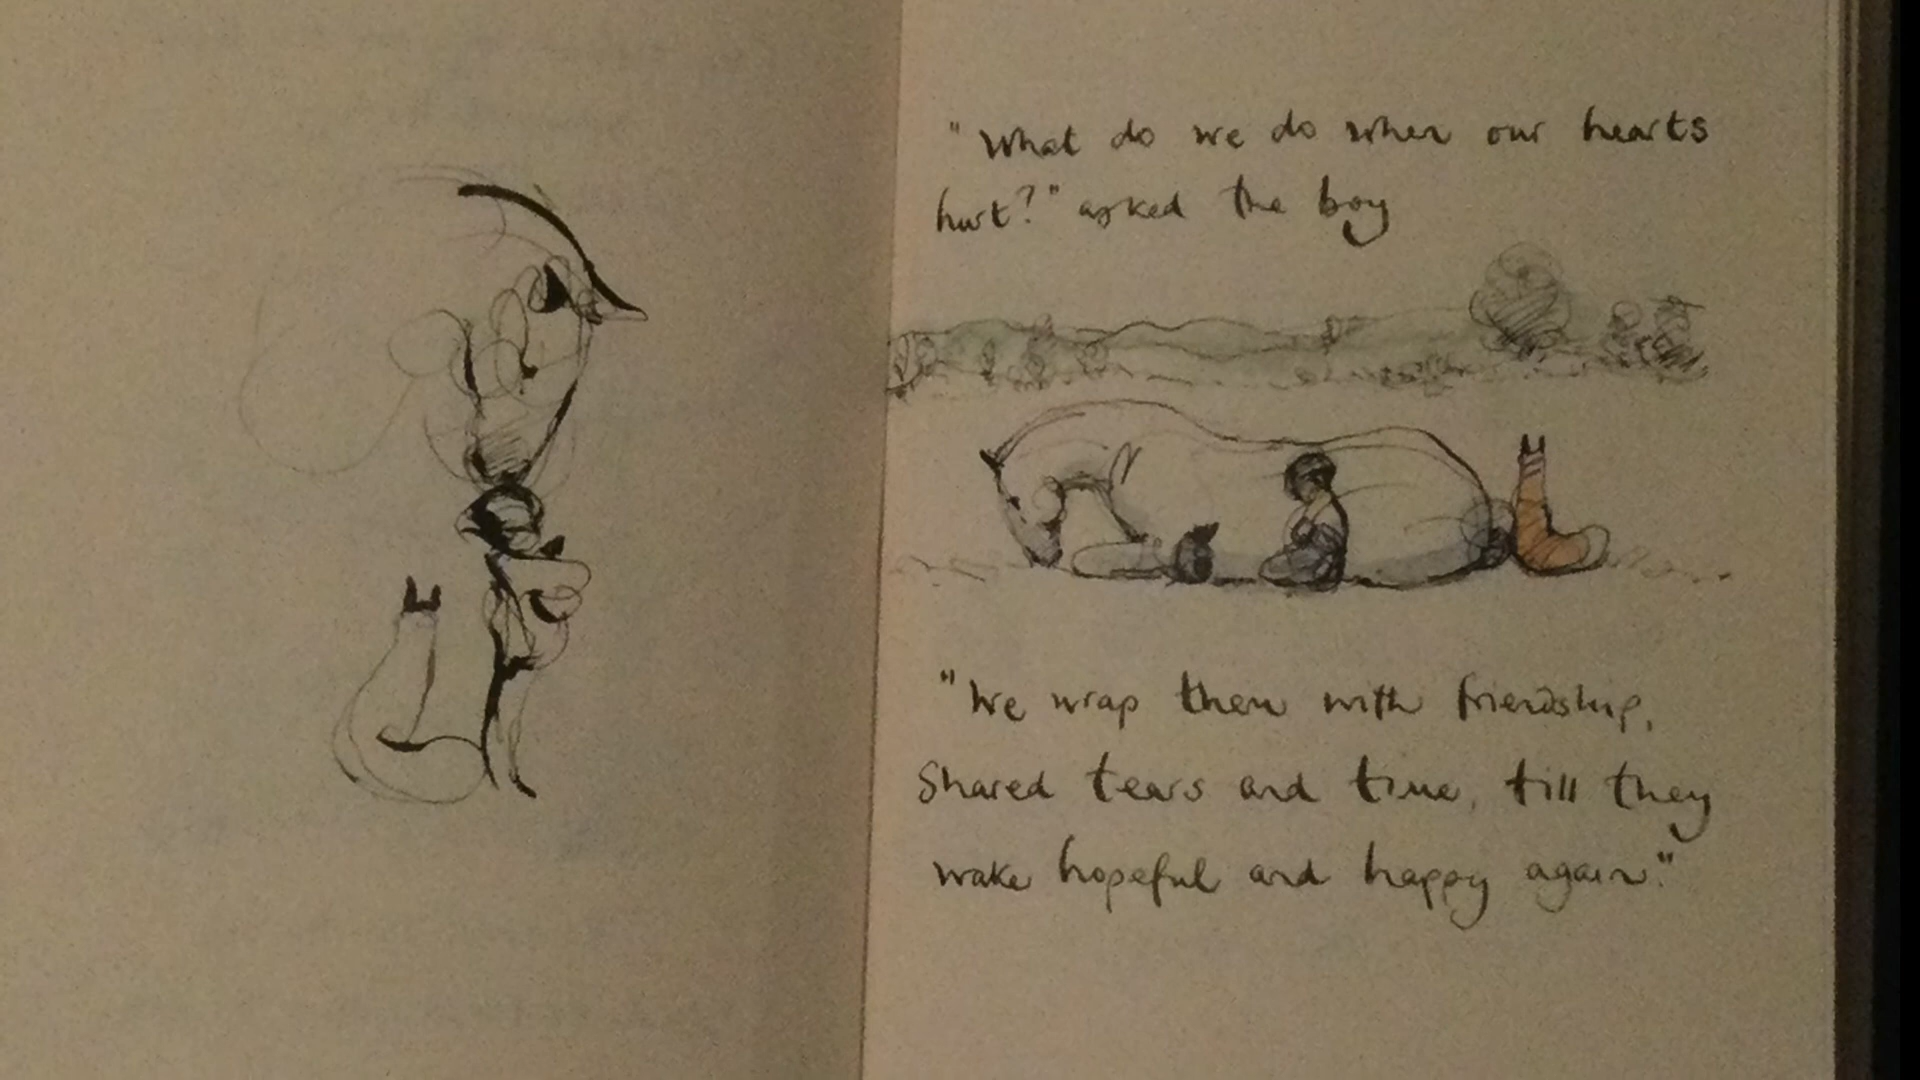 "What do we do when our hearts
hurt?" asked the boy
"We wrap them with friendship,
Shared tears and time, till they
wake hopeful and happy again."